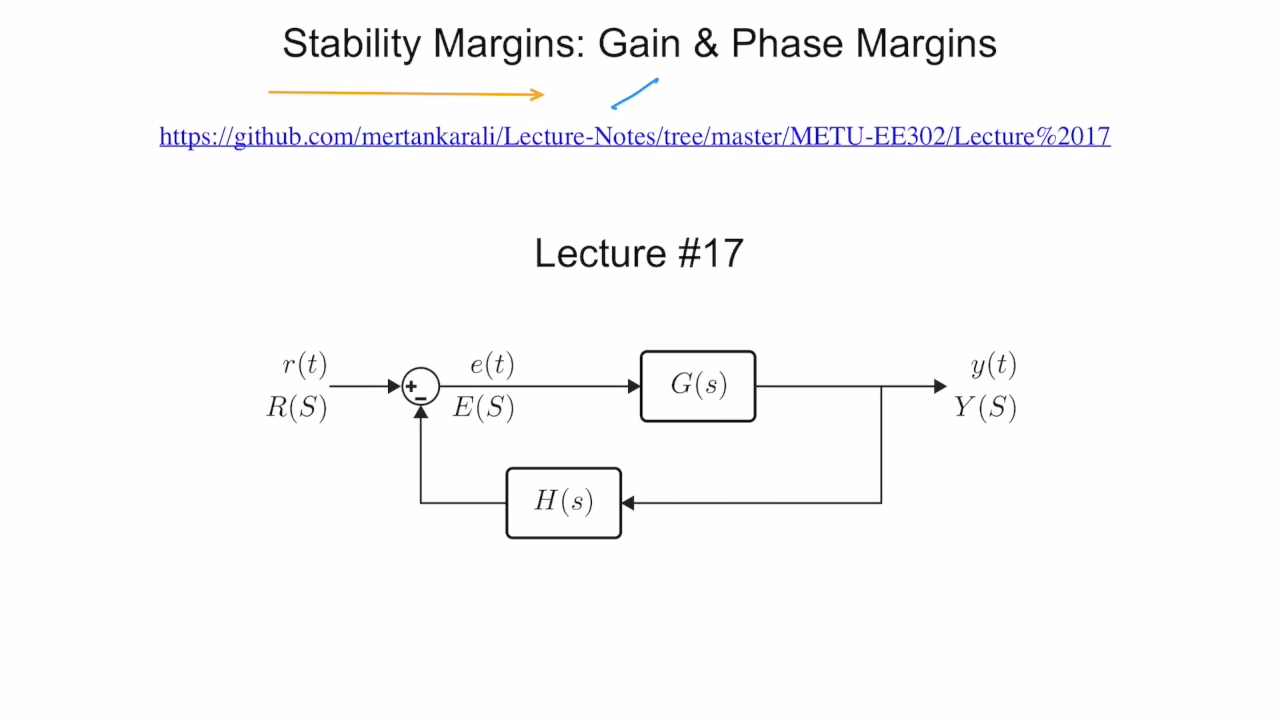 Stability Margins: Gain & Phase Margins
https://github.com/mertankarali/Lecture-Notes/tree/master/METU-EE302/Lecture%2017
Lecture #17
r(t) e(t) G(s) y(t)
R(S) + − E(S) Y(S)
H(s)